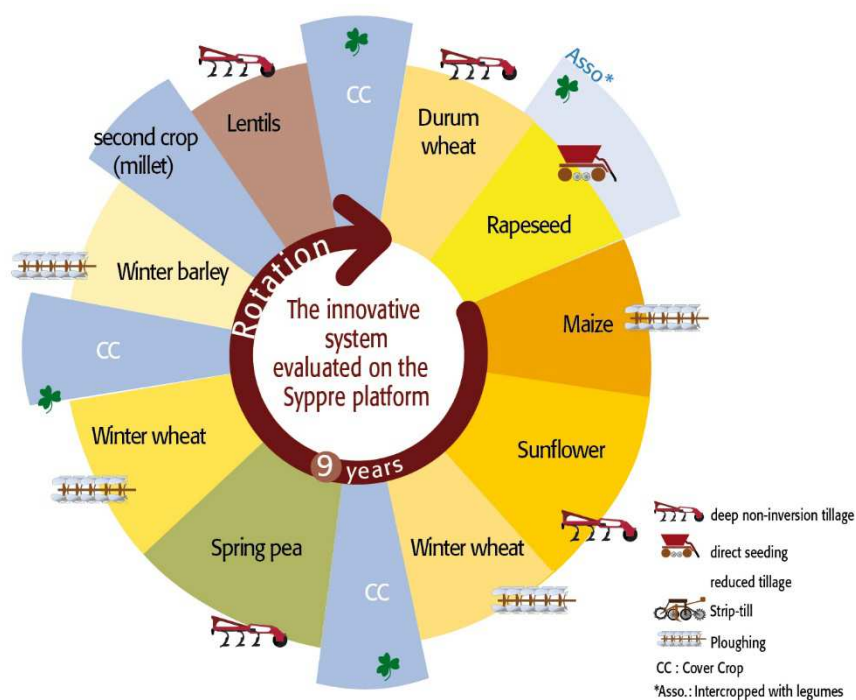 CC
Asso*
Durum
wheat
Lentils
second crop
(millet)
Rapeseed
Winter barley
Rotation
The innovative
system
evaluated on the
Syppre platform
9 years
Maize
CC
Winter wheat
Sunflower
Spring pea
Winter wheat
CC
deep non-inversion tillage
direct seeding
reduced tillage
Strip-till
Ploughing
CC : Cover Crop
*Asso.: Intercropped with legumes